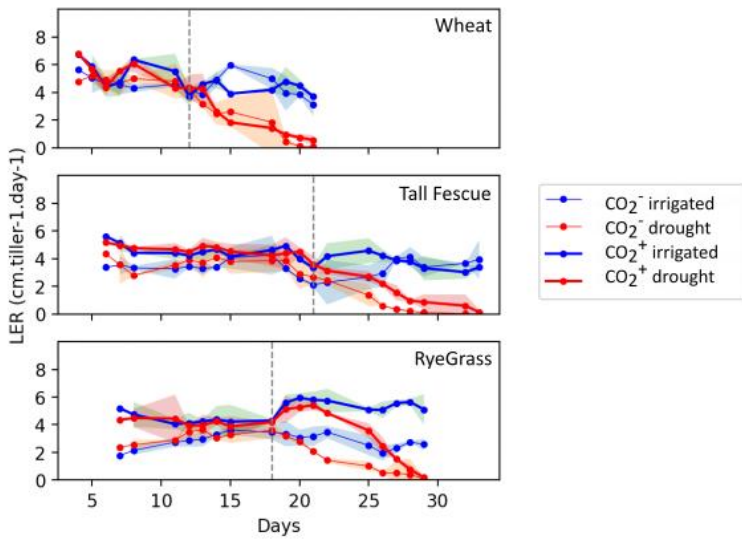 Wheat
8
6
4
2
0
Tall Fescue
8
6
4
2
0
RyeGrass
8
6
4
2
0
5 10 15 20 25 30
Days
LER (cm.tiller-1.day-1)
CO₂⁻ irrigated
CO₂⁻ drought
CO₂⁺ irrigated
CO₂⁺ drought